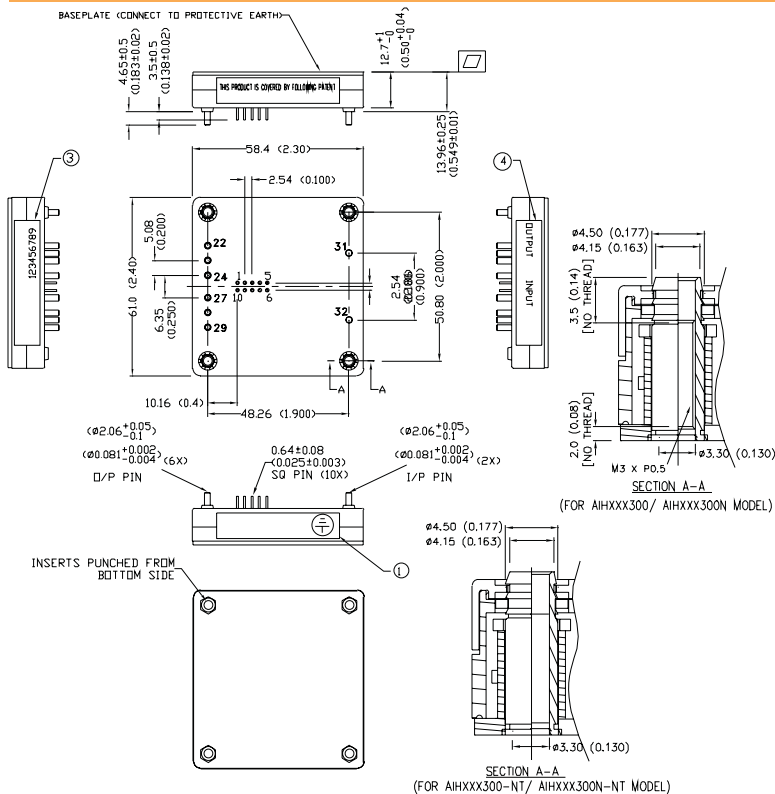 BASEPLATE (CONNECT TO PROTECTIVE EARTH)
4.65±0.5
(0.183±0.02)
3.5±0.5
(0.138±0.02)
12.7 +1 -0
(0.50 +0.04 -0)
THIS PRODUCT IS COVERED BY FOLLOWING PATENT
13.96±0.25
(0.549±0.01)
58.4 (2.30)
2.54 (0.100)
3
123456789
61.0 (2.40)
5.08
(0.200)
6.35
(0.250)
22
24
27
29
1
5
10
6
31
32
2.54
(0.900)
50.80 (2.000)
A
A
10.16 (0.4)
48.26 (1.900)
4
OUTPUT
INPUT
ø4.50 (0.177)
ø4.15 (0.163)
3.5 (0.14)
[NO THREAD]
2.0 (0.08)
[NO THREAD]
M3 X P0.5
ø3.30 (0.130)
SECTION A-A
(FOR AIHXXX300/ AIHXXX300N MODEL)
(ø2.06 +0.05 -0.1)
(ø0.081 +0.002 -0.004) (6X)
O/P PIN
0.64±0.08
(0.025±0.003)
SQ PIN (10X)
(ø2.06 +0.05 -0.1)
(ø0.081 +0.002 -0.004) (2X)
I/P PIN
1
INSERTS PUNCHED FROM
BOTTOM SIDE
ø4.50 (0.177)
ø4.15 (0.163)
ø3.30 (0.130)
SECTION A-A
(FOR AIHXXX300-NT/ AIHXXX300N-NT MODEL)